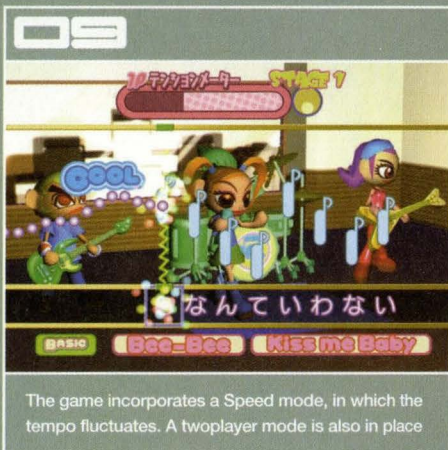 09
1P テンションメーター STAGE 1
COOL
P P P P P P
なんていわない
BASIC Bee-Bee Kiss me Baby
The game incorporates a Speed mode, in which the
tempo fluctuates. A twoplayer mode is also in place